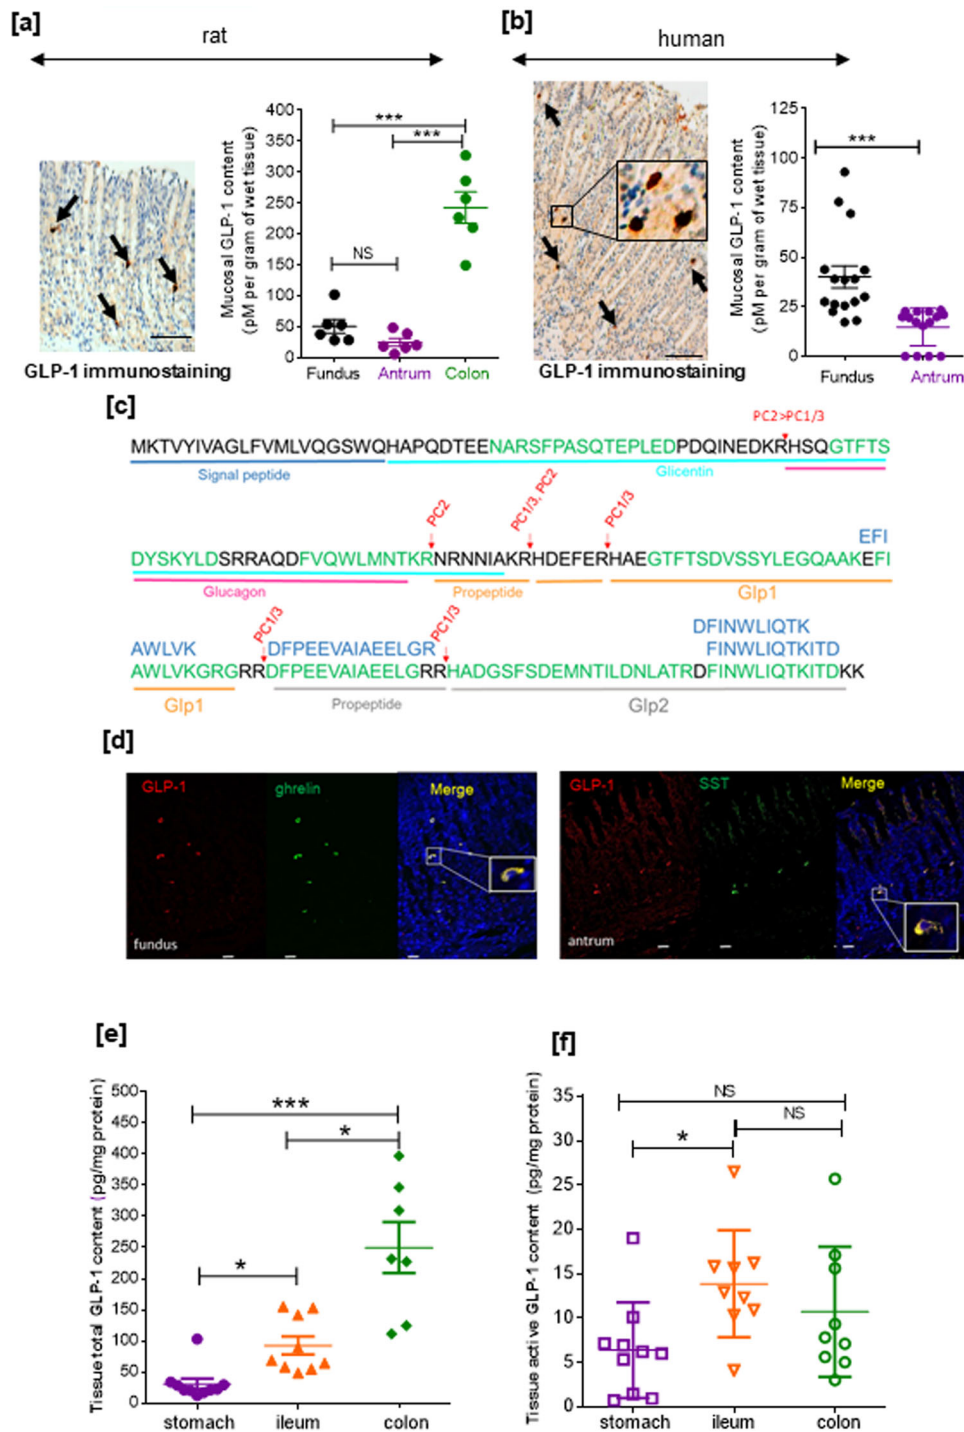 [a]
rat
Mucosal GLP-1 content
(pM per gram of wet tissue)
400
350
300
250
200
150
100
50
0
***
***
NS
Fundus Antrum Colon
GLP-1 immunostaining
[b]
human
Mucosal GLP-1 content
(pM per gram of wet tissue)
125
100
75
50
25
0
***
Fundus Antrum
GLP-1 immunostaining
[c]
PC2>PC1/3
MKTVYIVAGLFVMLVQGSWQHAPQDTEENARSFPASQTEPLEDPDQINEDKRHSQGTFTS
Signal peptide Glicentin
PC2 PC1/3, PC2 PC1/3
EFI
DYSKYLDSRRAQDFVQWLMNTKRNRNNIAKRHDEFERHAEGTFTSDVSSYLEGQAAKEFI
Glucagon Propeptide Glp1
PC1/3 PC1/3
DFINWLIQTK
AWLVK DFPEEVAIAEELGR FINWLIQTKITD
AWLVKGRGRRDFPEEVAIAEELGRRHADGSFSDEMNTILDNLATRDFINWLIQTKITDKK
Glp1 Propeptide Glp2
[d]
GLP-1 ghrelin Merge
fundus
GLP-1 SST Merge
antrum
[e]
Tissue total GLP-1 content (pg/mg protein)
500
450
400
350
300
250
200
150
100
50
0
***
*
*
stomach ileum colon
[f]
Tissue active GLP-1 content (pg/mg protein)
35
30
25
20
15
10
5
0
NS
NS
*
stomach ileum colon